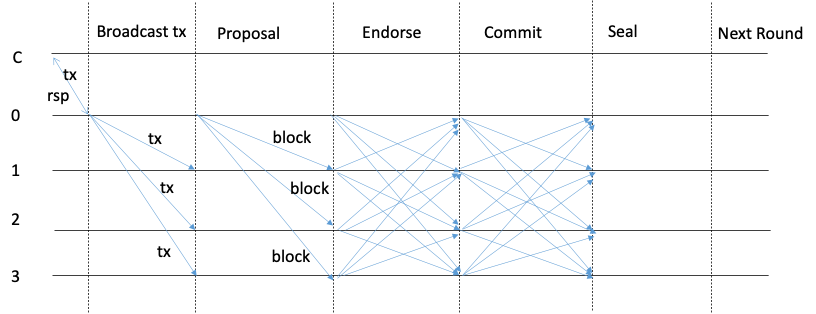 Broadcast tx Proposal Endorse Commit Seal Next Round
C
tx
rsp
0
tx
block
1
tx
block
2
tx
block
3